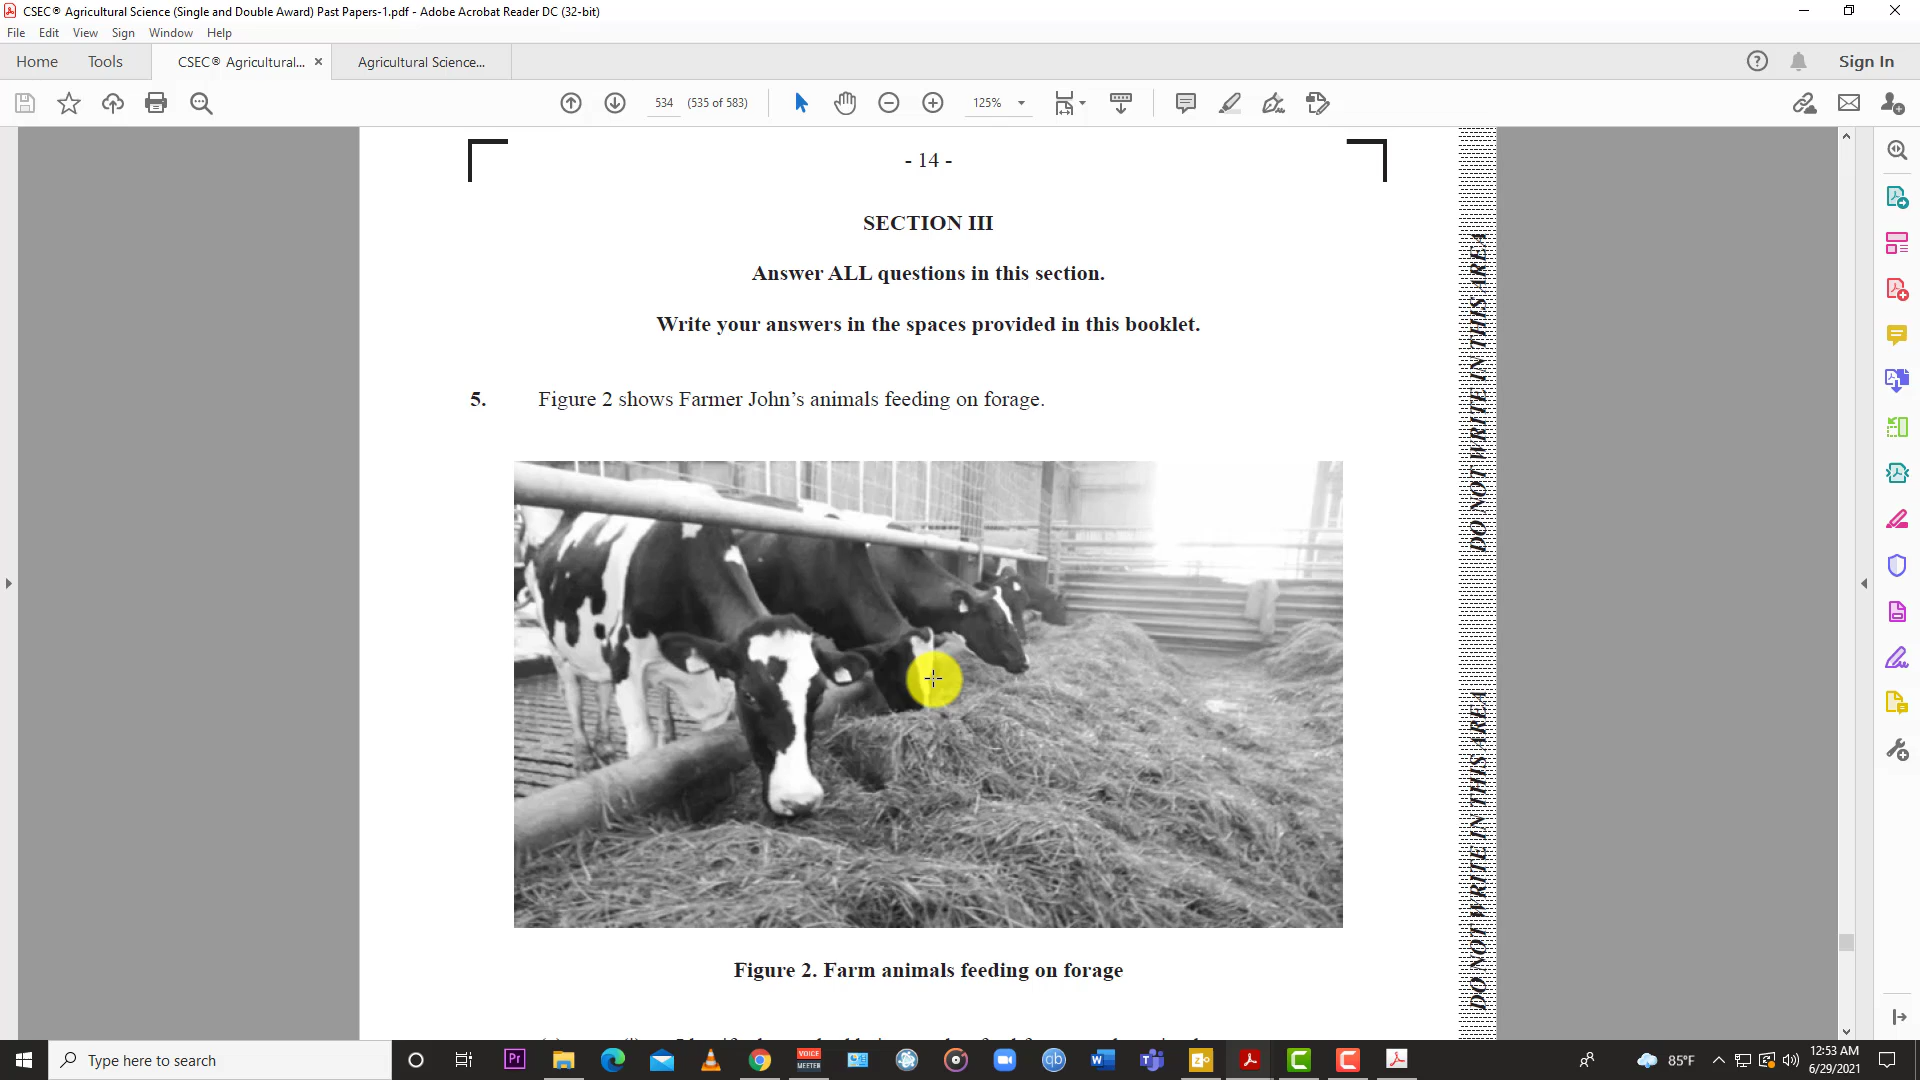 CSEC® Agricultural Science (Single and Double Award) Past Papers-1.pdf - Adobe Acrobat Reader DC (32-bit)
File Edit View Sign Window Help
Home Tools CSEC® Agricultural... × Agricultural Science... Sign In
534 (535 of 583) 125%
- 14 -
SECTION III
Answer ALL questions in this section.
Write your answers in the spaces provided in this booklet.
5. Figure 2 shows Farmer John's animals feeding on forage.
Figure 2. Farm animals feeding on forage
DO NOT WRITE IN THIS AREA
DO NOT WRITE IN THIS AREA
Type here to search
85°F
12:53 AM
6/29/2021